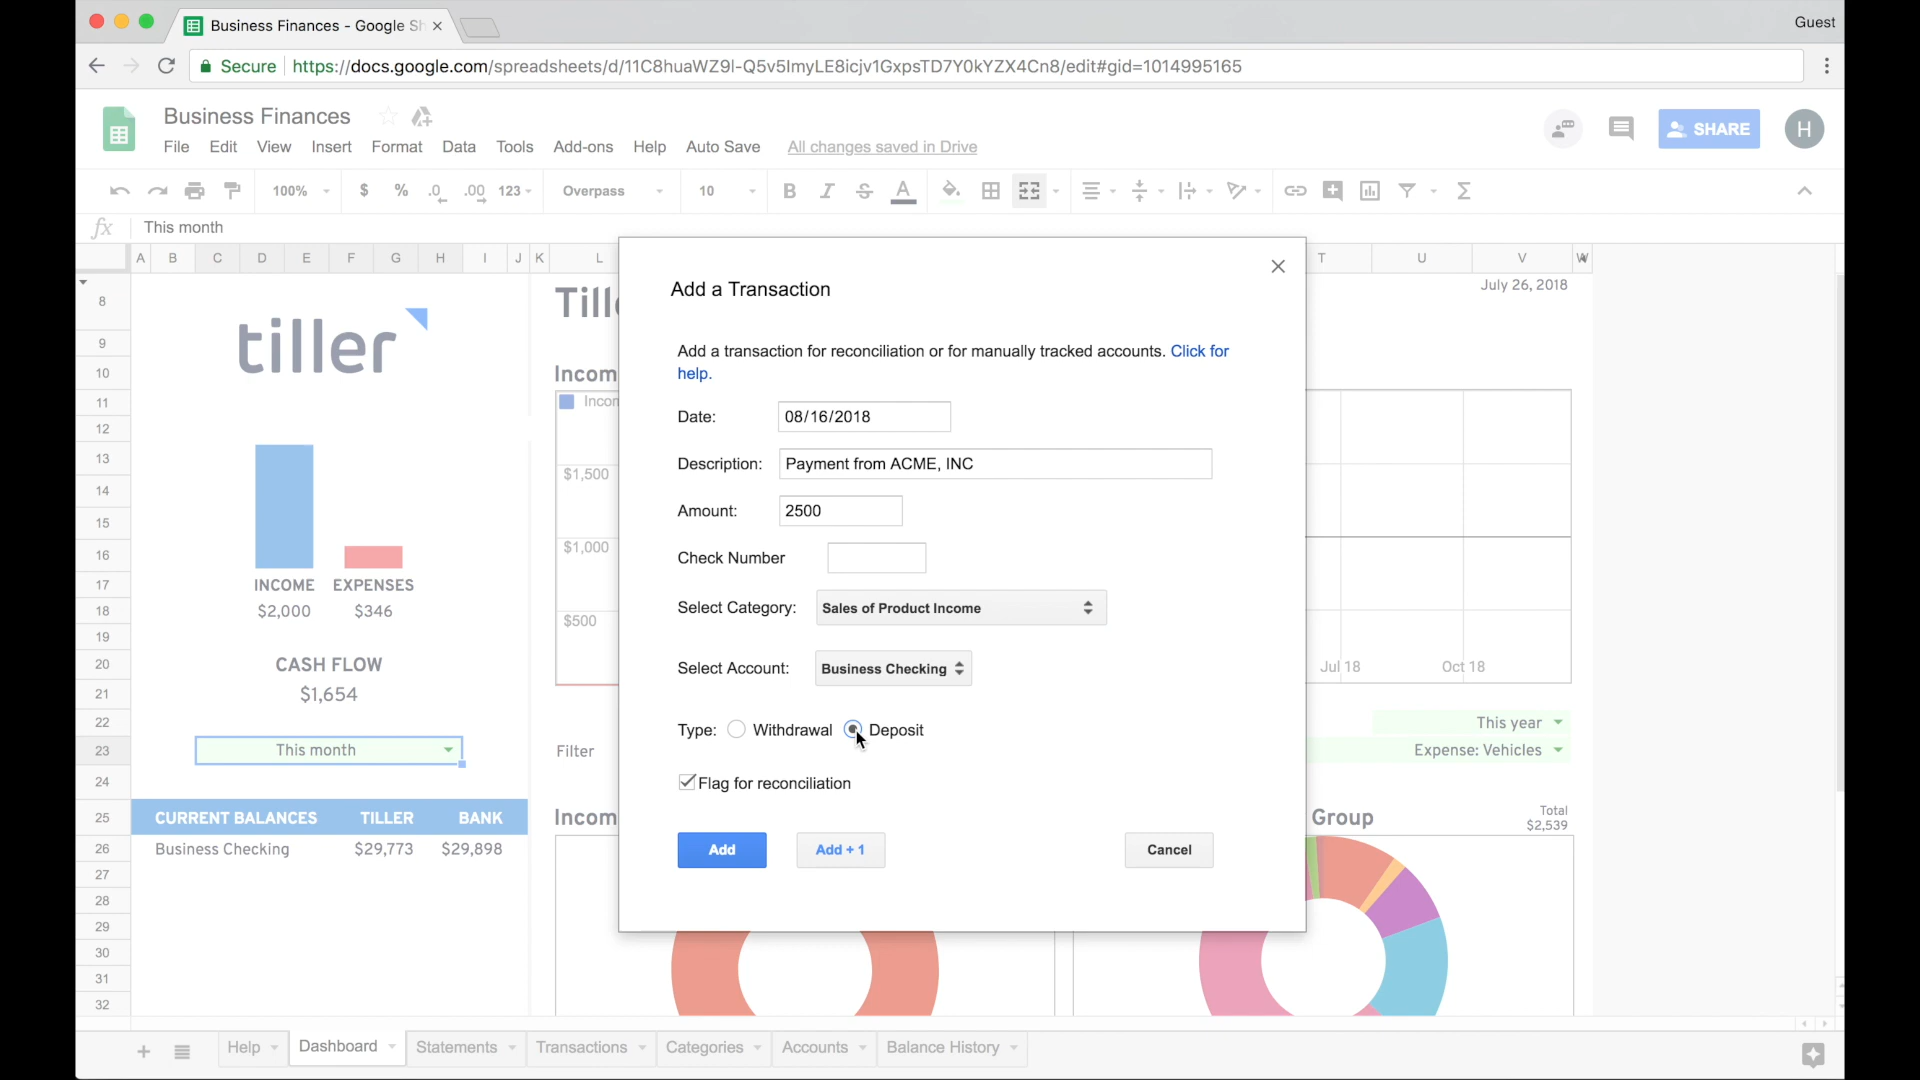 Business Finances - Google Sh
Guest
Secure https://docs.google.com/spreadsheets/d/11C8huaWZ9I-Q5v5ImyLE8icjv1GxpsTD7Y0kYZX4Cn8/edit#gid=1014995165
Business Finances
File Edit View Insert Format Data Tools Add-ons Help Auto Save All changes saved in Drive
SHARE
H
100% $ % .0 .00 123 Overpass 10 B I S A Σ
fx This month
A B C D E F G H I J K L T U V W
8 9 10 11 12 13 14 15 16 17 18 19 20 21 22 23 24 25 26 27 28 29 30 31 32
tiller
INCOME EXPENSES
$2,000 $346
CASH FLOW
$1,654
This month
CURRENT BALANCES TILLER BANK
Business Checking $29,773 $29,898
Tille
July 26, 2018
Incom
Incom
$1,500
$1,000
$500
Jul 18 Oct 18
This year
Filter
Expense: Vehicles
Incom
Group
Total
$2,539
Add a Transaction
Add a transaction for reconciliation or for manually tracked accounts. Click for
help.
Date: 08/16/2018
Description: Payment from ACME, INC
Amount: 2500
Check Number
Select Category: Sales of Product Income
Select Account: Business Checking
Type: Withdrawal Deposit
Flag for reconciliation
Add Add + 1 Cancel
Help Dashboard Statements Transactions Categories Accounts Balance History